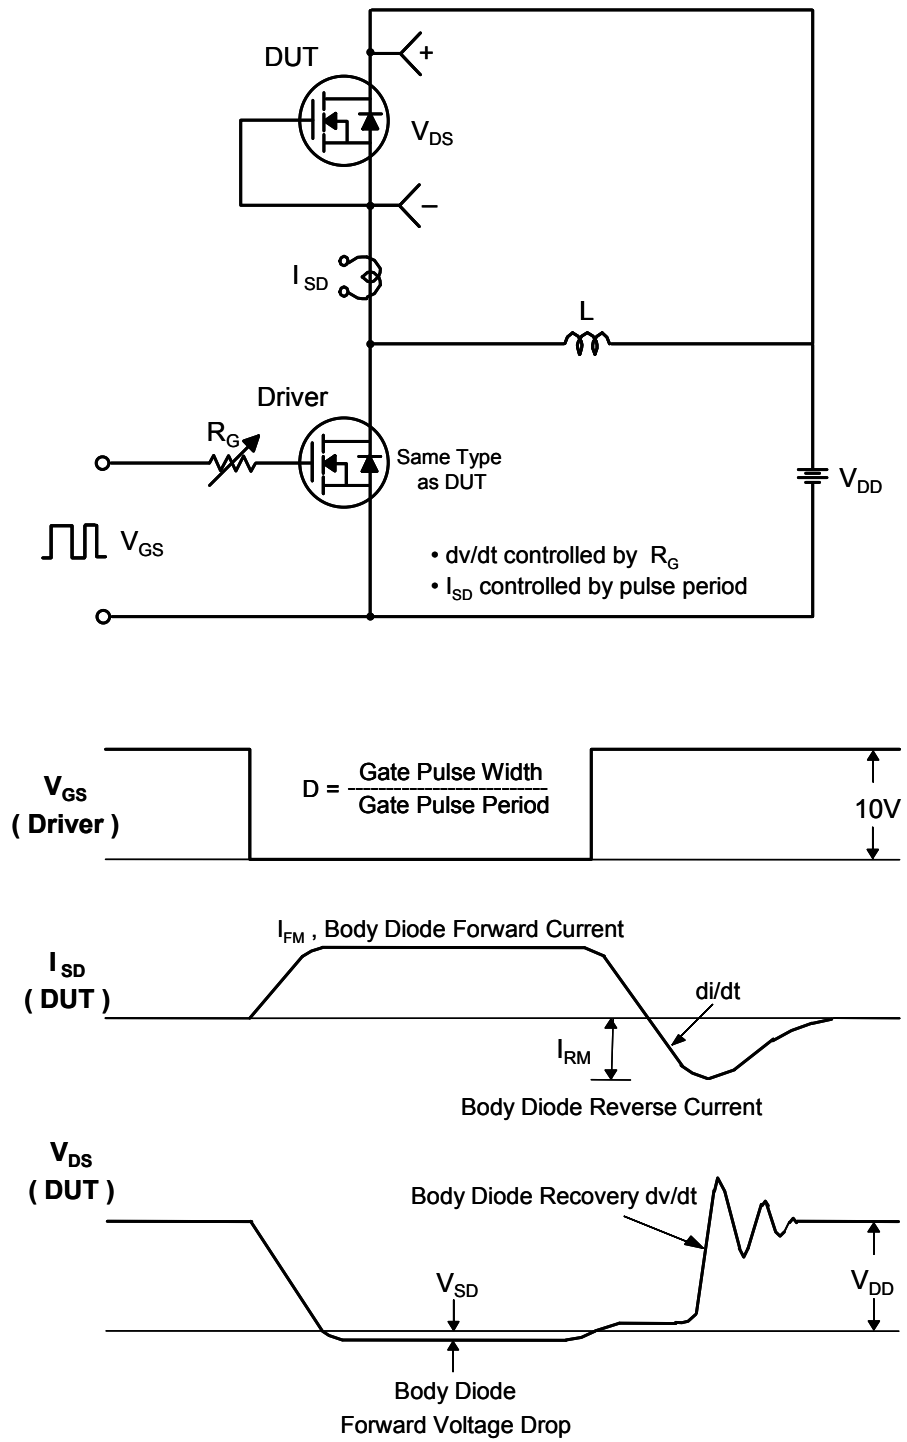 DUT
+
V_DS
−
I_SD
L
Driver
R_G
Same Type
as DUT
V_DD
V_GS
• dv/dt controlled by R_G
• I_SD controlled by pulse period
V_GS
( Driver )
D = Gate Pulse Width
Gate Pulse Period
10V
I_FM , Body Diode Forward Current
I_SD
( DUT )
di/dt
I_RM
Body Diode Reverse Current
V_DS
( DUT )
Body Diode Recovery dv/dt
V_SD
V_DD
Body Diode
Forward Voltage Drop